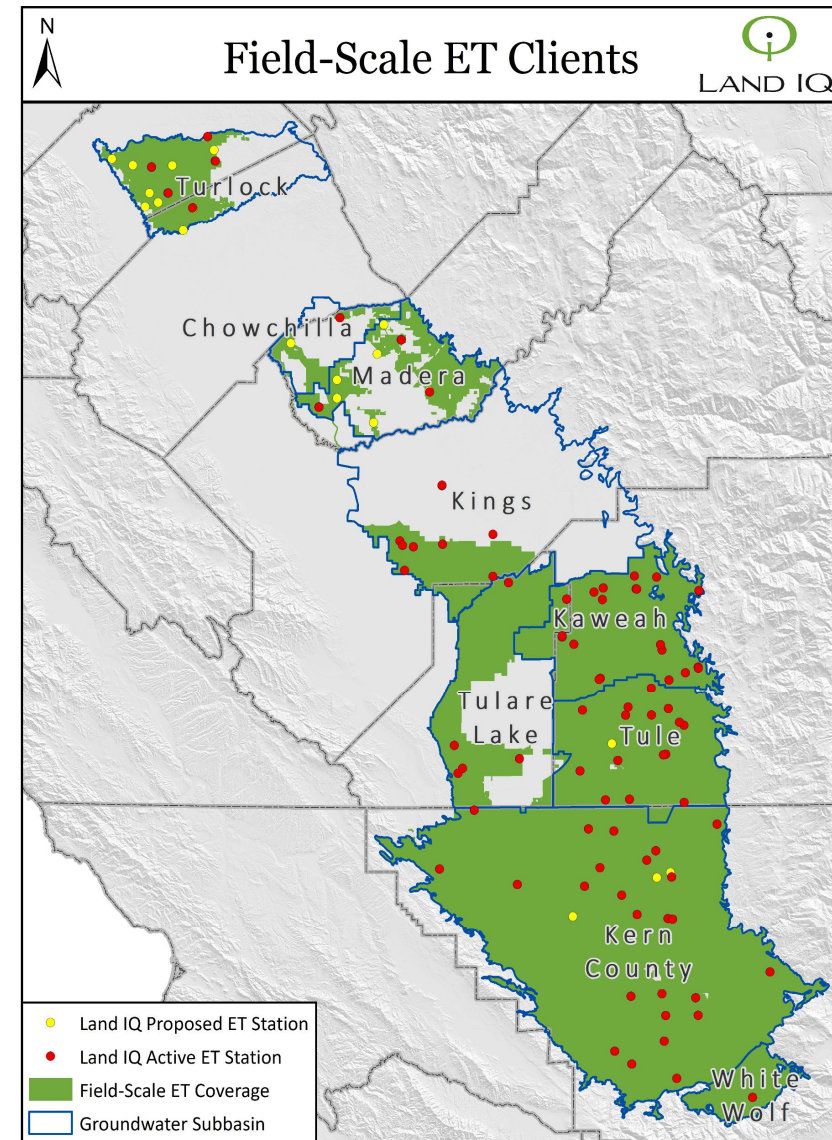 N
Field-Scale ET Clients
LAND IQ
Turlock
Chowchilla
Madera
Kings
Kaweah
Tulare
Lake
Tule
Kern
County
White
Wolf
Land IQ Proposed ET Station
Land IQ Active ET Station
Field-Scale ET Coverage
Groundwater Subbasin